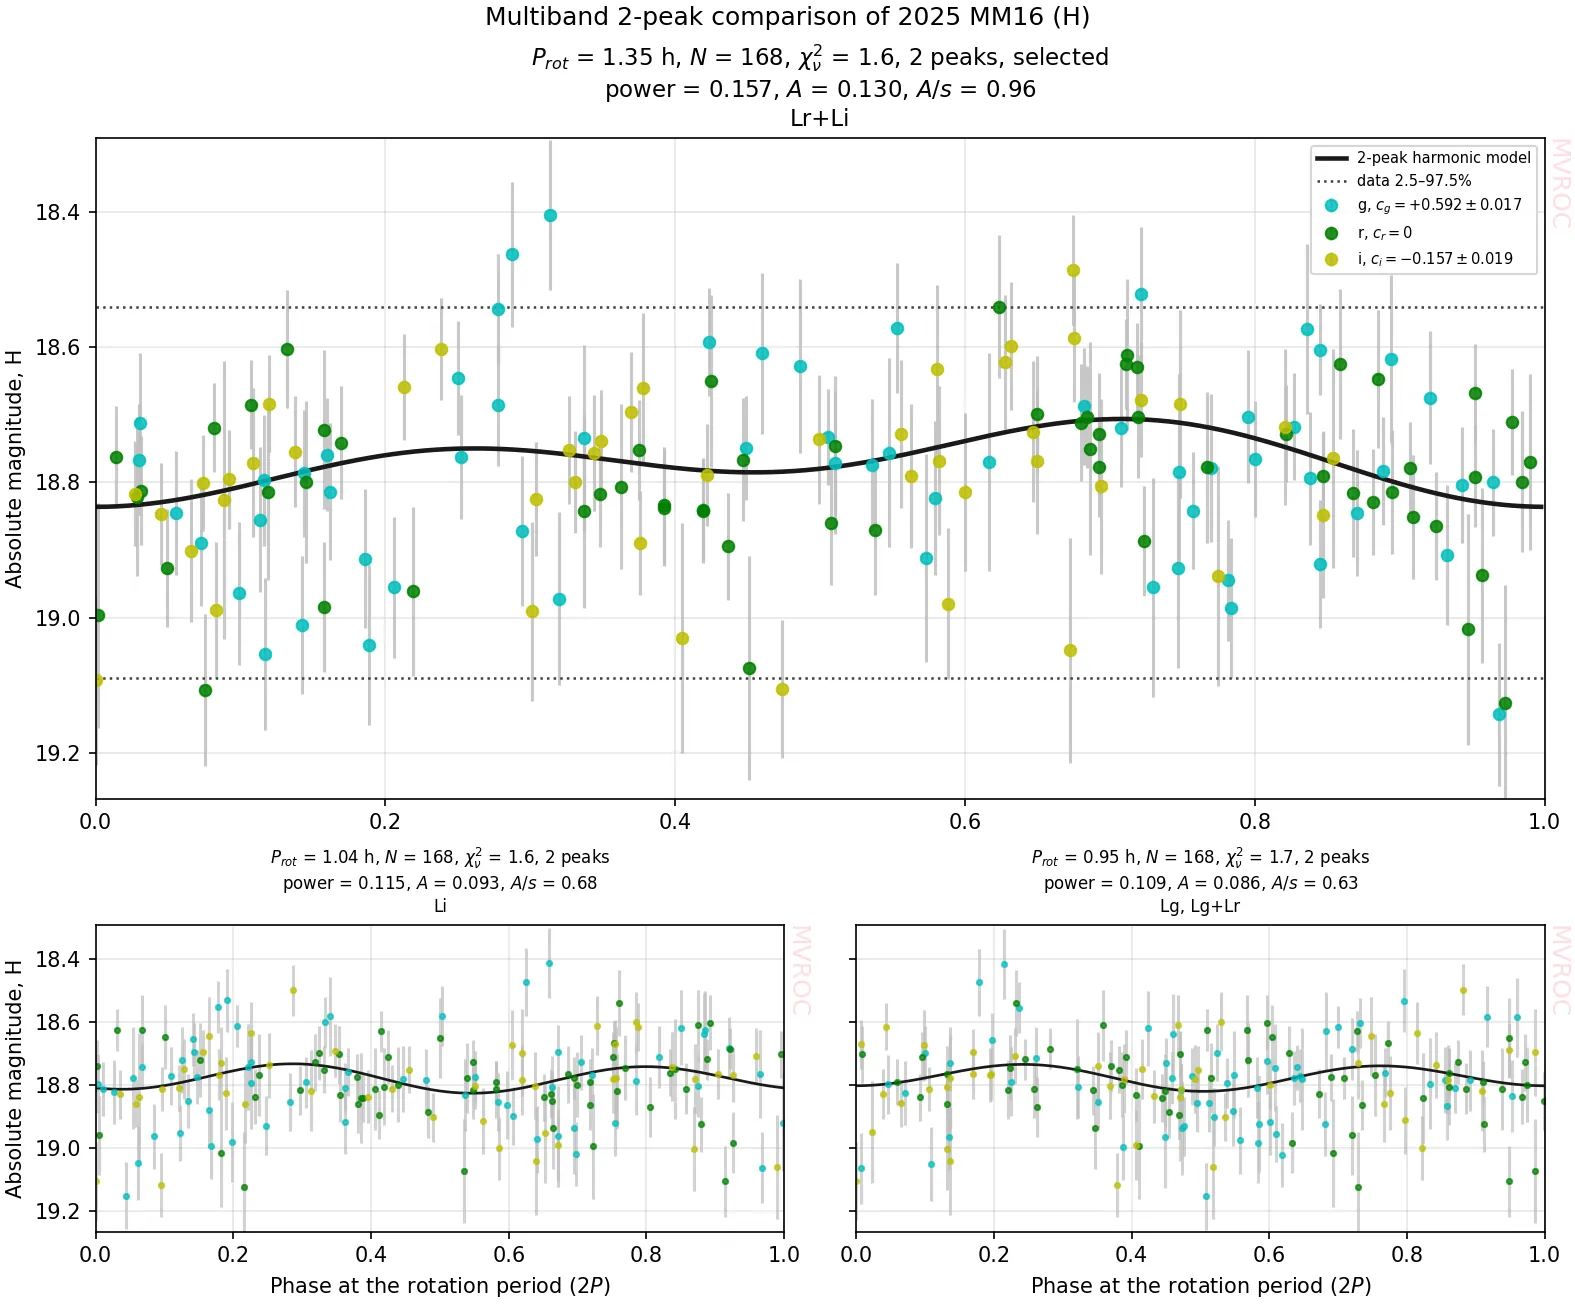 Multiband 2-peak comparison of 2025 MM16 (H)
P_rot = 1.35 h, N = 168, χ²_ν = 1.6, 2 peaks, selected
power = 0.157, A = 0.130, A/s = 0.96
Lr+Li
2-peak harmonic model
data 2.5–97.5%
g, c_g = +0.592 ± 0.017
r, c_r = 0
i, c_i = −0.157 ± 0.019
MVROC
Absolute magnitude, H
18.4
18.6
18.8
19.0
19.2
0.0 0.2 0.4 0.6 0.8 1.0
P_rot = 1.04 h, N = 168, χ²_ν = 1.6, 2 peaks
power = 0.115, A = 0.093, A/s = 0.68
Li
MVROC
Absolute magnitude, H
18.4
18.6
18.8
19.0
19.2
0.0 0.2 0.4 0.6 0.8 1.0
Phase at the rotation period (2P)
P_rot = 0.95 h, N = 168, χ²_ν = 1.7, 2 peaks
power = 0.109, A = 0.086, A/s = 0.63
Lg, Lg+Lr
MVROC
0.0 0.2 0.4 0.6 0.8 1.0
Phase at the rotation period (2P)